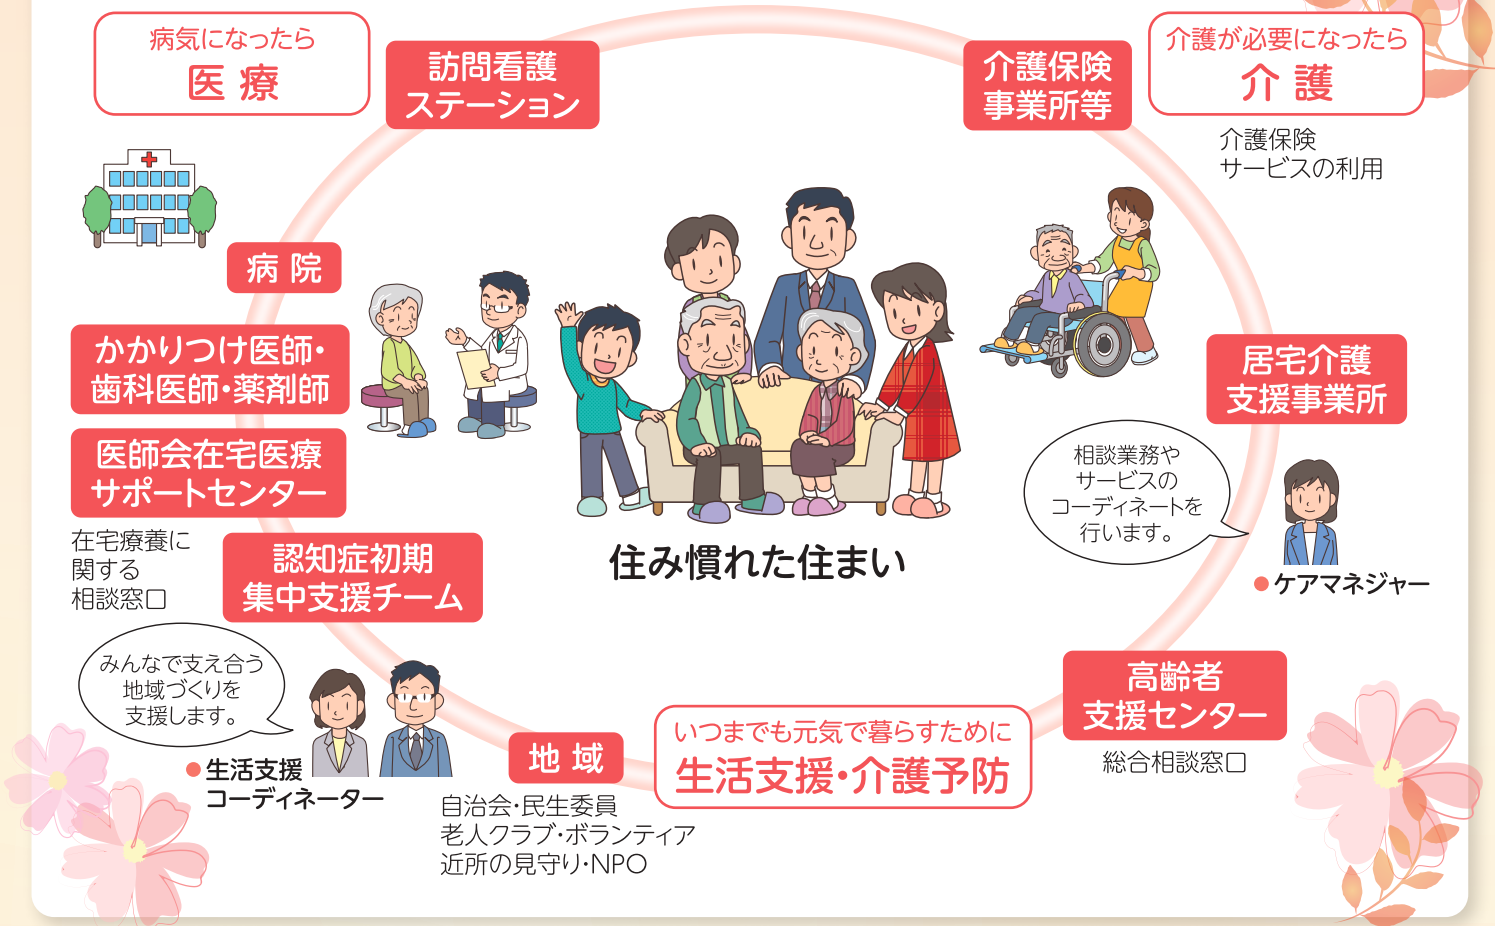 病気になったら
医療
訪問看護
ステーション
介護保険
事業所等
介護が必要になったら
介護
介護保険
サービスの利用
病院
かかりつけ医師・
歯科医師・薬剤師
医師会在宅医療
サポートセンター
在宅療養に
関する
相談窓口
認知症初期
集中支援チーム
住み慣れた住まい
居宅介護
支援事業所
相談業務や
サービスの
コーディネートを
行います。
●ケアマネジャー
みんなで支え合う
地域づくりを
支援します。
●生活支援
コーディネーター
地域
自治会・民生委員
老人クラブ・ボランティア
近所の見守り・NPO
いつまでも元気で暮らすために
生活支援・介護予防
高齢者
支援センター
総合相談窓口